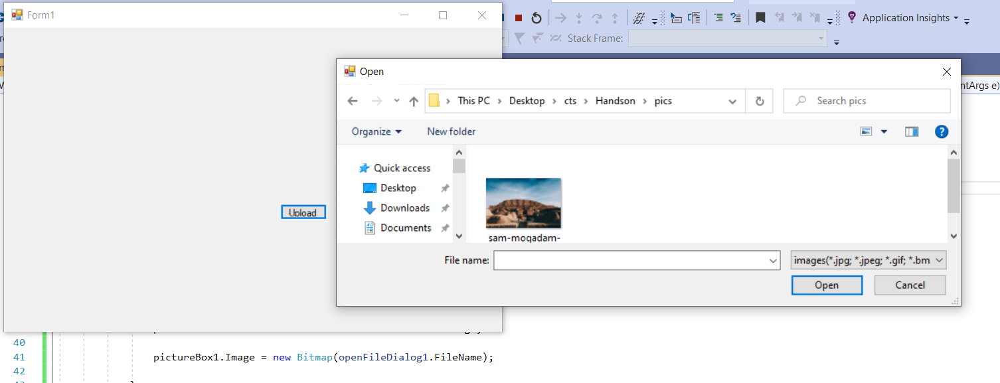 Form1
Application Insights
Stack Frame:
Open
ntArgs e)
This PC > Desktop > cts > Handson > pics
Search pics
Organize
New folder
Quick access
Desktop
Downloads
Documents
sam-moqadam-
Upload
File name:
images(*.jpg; *.jpeg; *.gif; *.bm
Open
Cancel
40
41 pictureBox1.Image = new Bitmap(openFileDialog1.FileName);
42